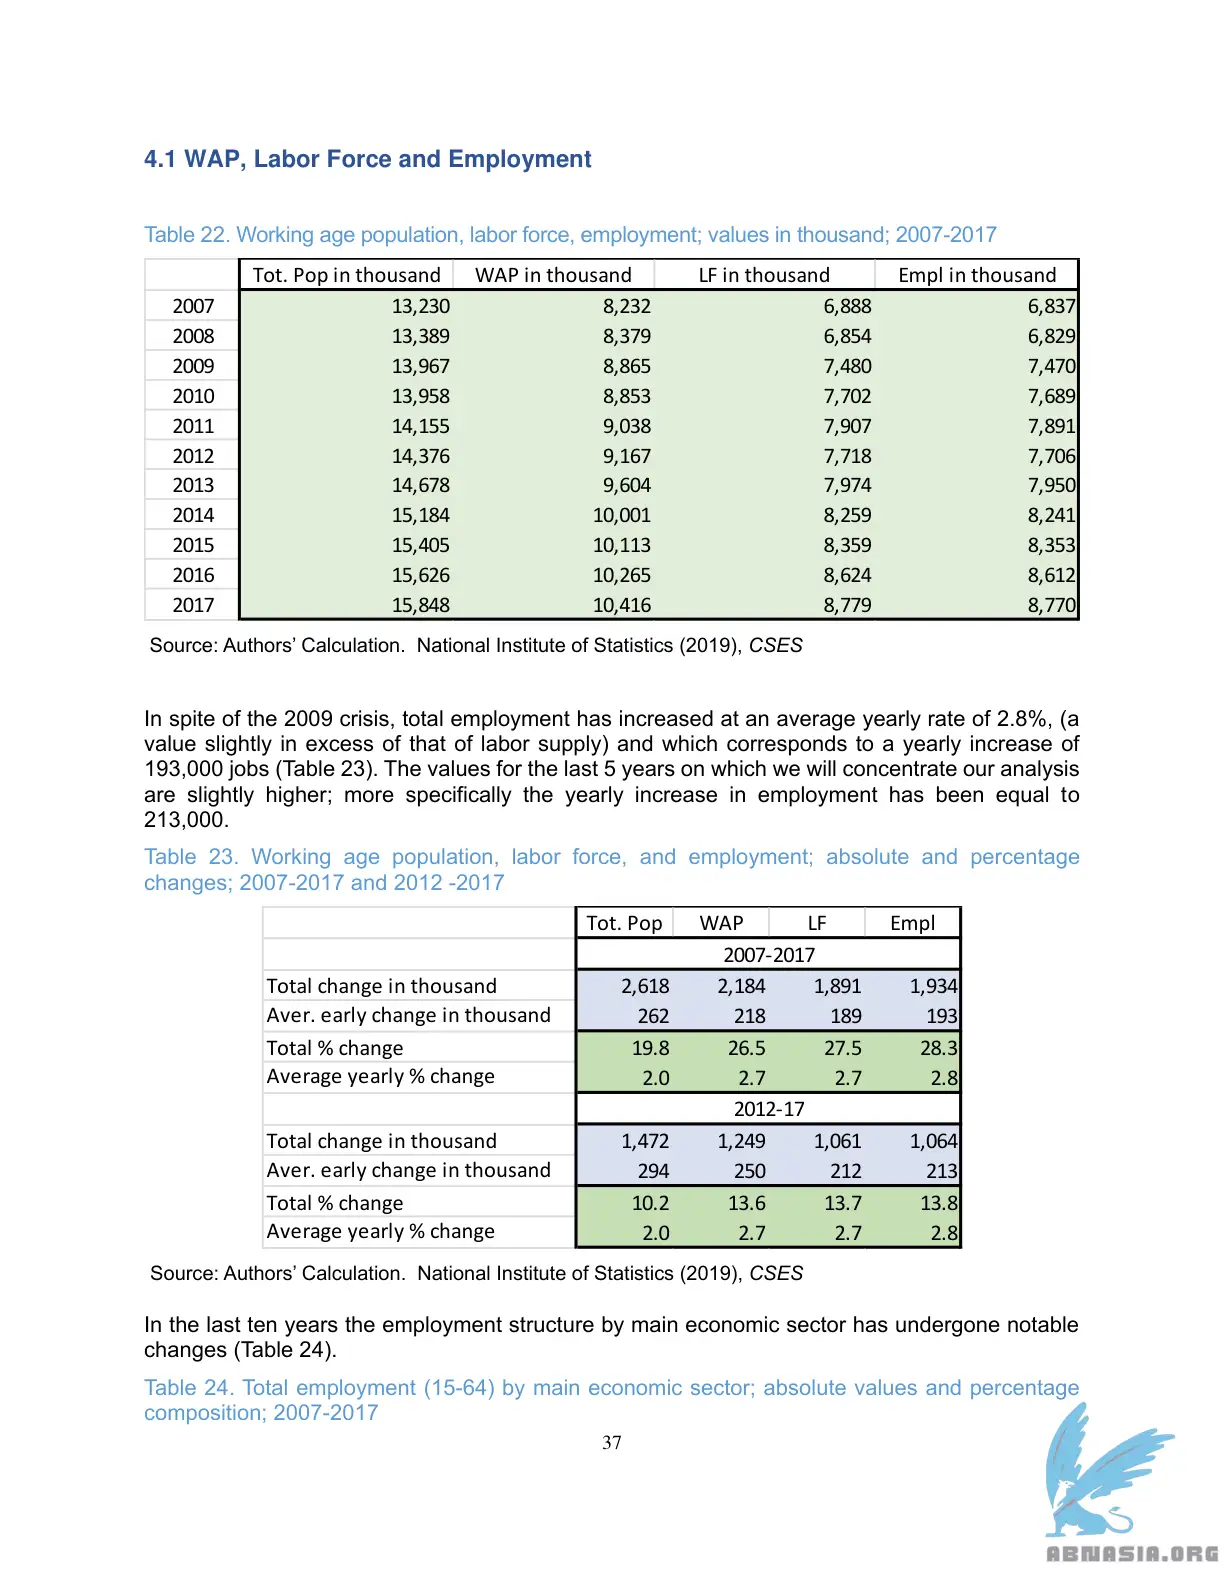 4.1 WAP, Labor Force and Employment
Table 22. Working age population, labor force, employment; values in thousand; 2007-2017
Tot. Pop in thousand WAP in thousand LF in thousand Empl in thousand
2007 13,230 8,232 6,888 6,837
2008 13,389 8,379 6,854 6,829
2009 13,967 8,865 7,480 7,470
2010 13,958 8,853 7,702 7,689
2011 14,155 9,038 7,907 7,891
2012 14,376 9,167 7,718 7,706
2013 14,678 9,604 7,974 7,950
2014 15,184 10,001 8,259 8,241
2015 15,405 10,113 8,359 8,353
2016 15,626 10,265 8,624 8,612
2017 15,848 10,416 8,779 8,770
Source: Authors’ Calculation. National Institute of Statistics (2019), CSES
In spite of the 2009 crisis, total employment has increased at an average yearly rate of 2.8%, (a
value slightly in excess of that of labor supply) and which corresponds to a yearly increase of
193,000 jobs (Table 23). The values for the last 5 years on which we will concentrate our analysis
are slightly higher; more specifically the yearly increase in employment has been equal to
213,000.
Table 23. Working age population, labor force, and employment; absolute and percentage
changes; 2007-2017 and 2012 -2017
Tot. Pop WAP LF Empl
2007-2017
Total change in thousand 2,618 2,184 1,891 1,934
Aver. early change in thousand 262 218 189 193
Total % change 19.8 26.5 27.5 28.3
Average yearly % change 2.0 2.7 2.7 2.8
2012-17
Total change in thousand 1,472 1,249 1,061 1,064
Aver. early change in thousand 294 250 212 213
Total % change 10.2 13.6 13.7 13.8
Average yearly % change 2.0 2.7 2.7 2.8
Source: Authors’ Calculation. National Institute of Statistics (2019), CSES
In the last ten years the employment structure by main economic sector has undergone notable
changes (Table 24).
Table 24. Total employment (15-64) by main economic sector; absolute values and percentage
composition; 2007-2017
37
ABNASIA.ORG